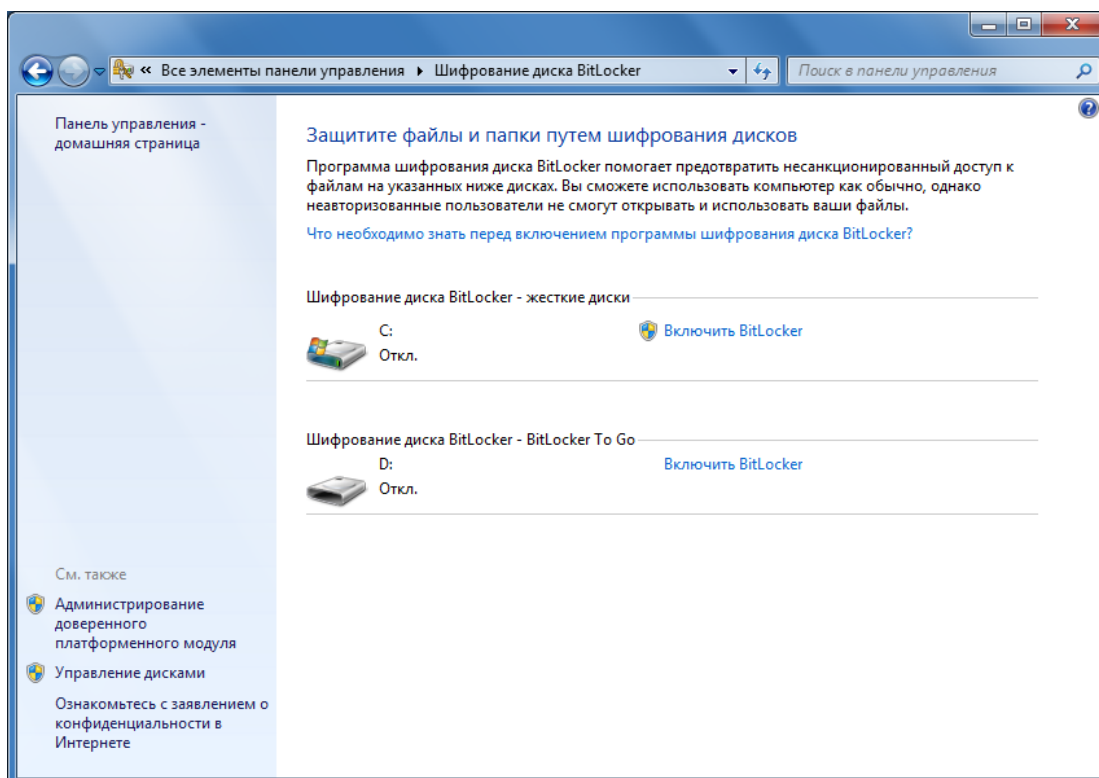 « Все элементы панели управления ▸ Шифрование диска BitLocker
Поиск в панели управления
Панель управления -
домашняя страница
Защитите файлы и папки путем шифрования дисков
Программа шифрования диска BitLocker помогает предотвратить несанкционированный доступ к
файлам на указанных ниже дисках. Вы сможете использовать компьютер как обычно, однако
неавторизованные пользователи не смогут открывать и использовать ваши файлы.
Что необходимо знать перед включением программы шифрования диска BitLocker?
Шифрование диска BitLocker - жесткие диски
C:
Включить BitLocker
Откл.
Шифрование диска BitLocker - BitLocker To Go
D:
Включить BitLocker
Откл.
См. также
Администрирование
доверенного
платформенного модуля
Управление дисками
Ознакомьтесь с заявлением о
конфиденциальности в
Интернете